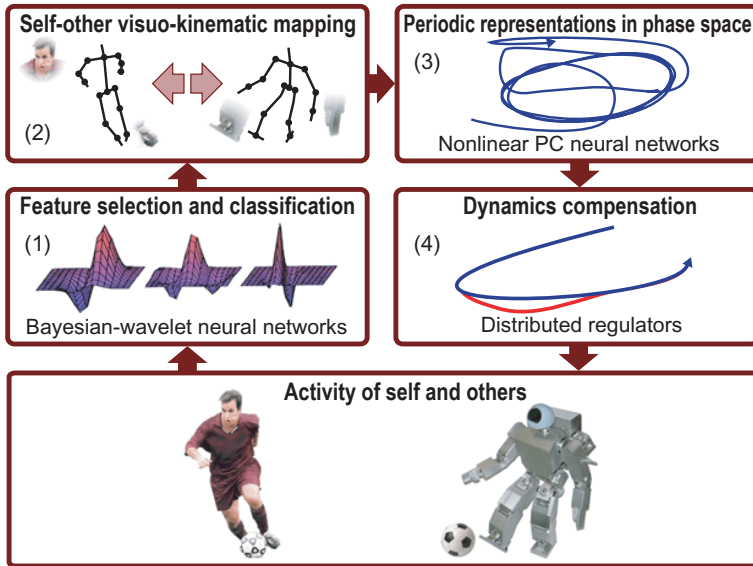 Self-other visuo-kinematic mapping
(2)
Periodic representations in phase space
(3)
Nonlinear PC neural networks
Feature selection and classification
(1)
Bayesian-wavelet neural networks
Dynamics compensation
(4)
Distributed regulators
Activity of self and others